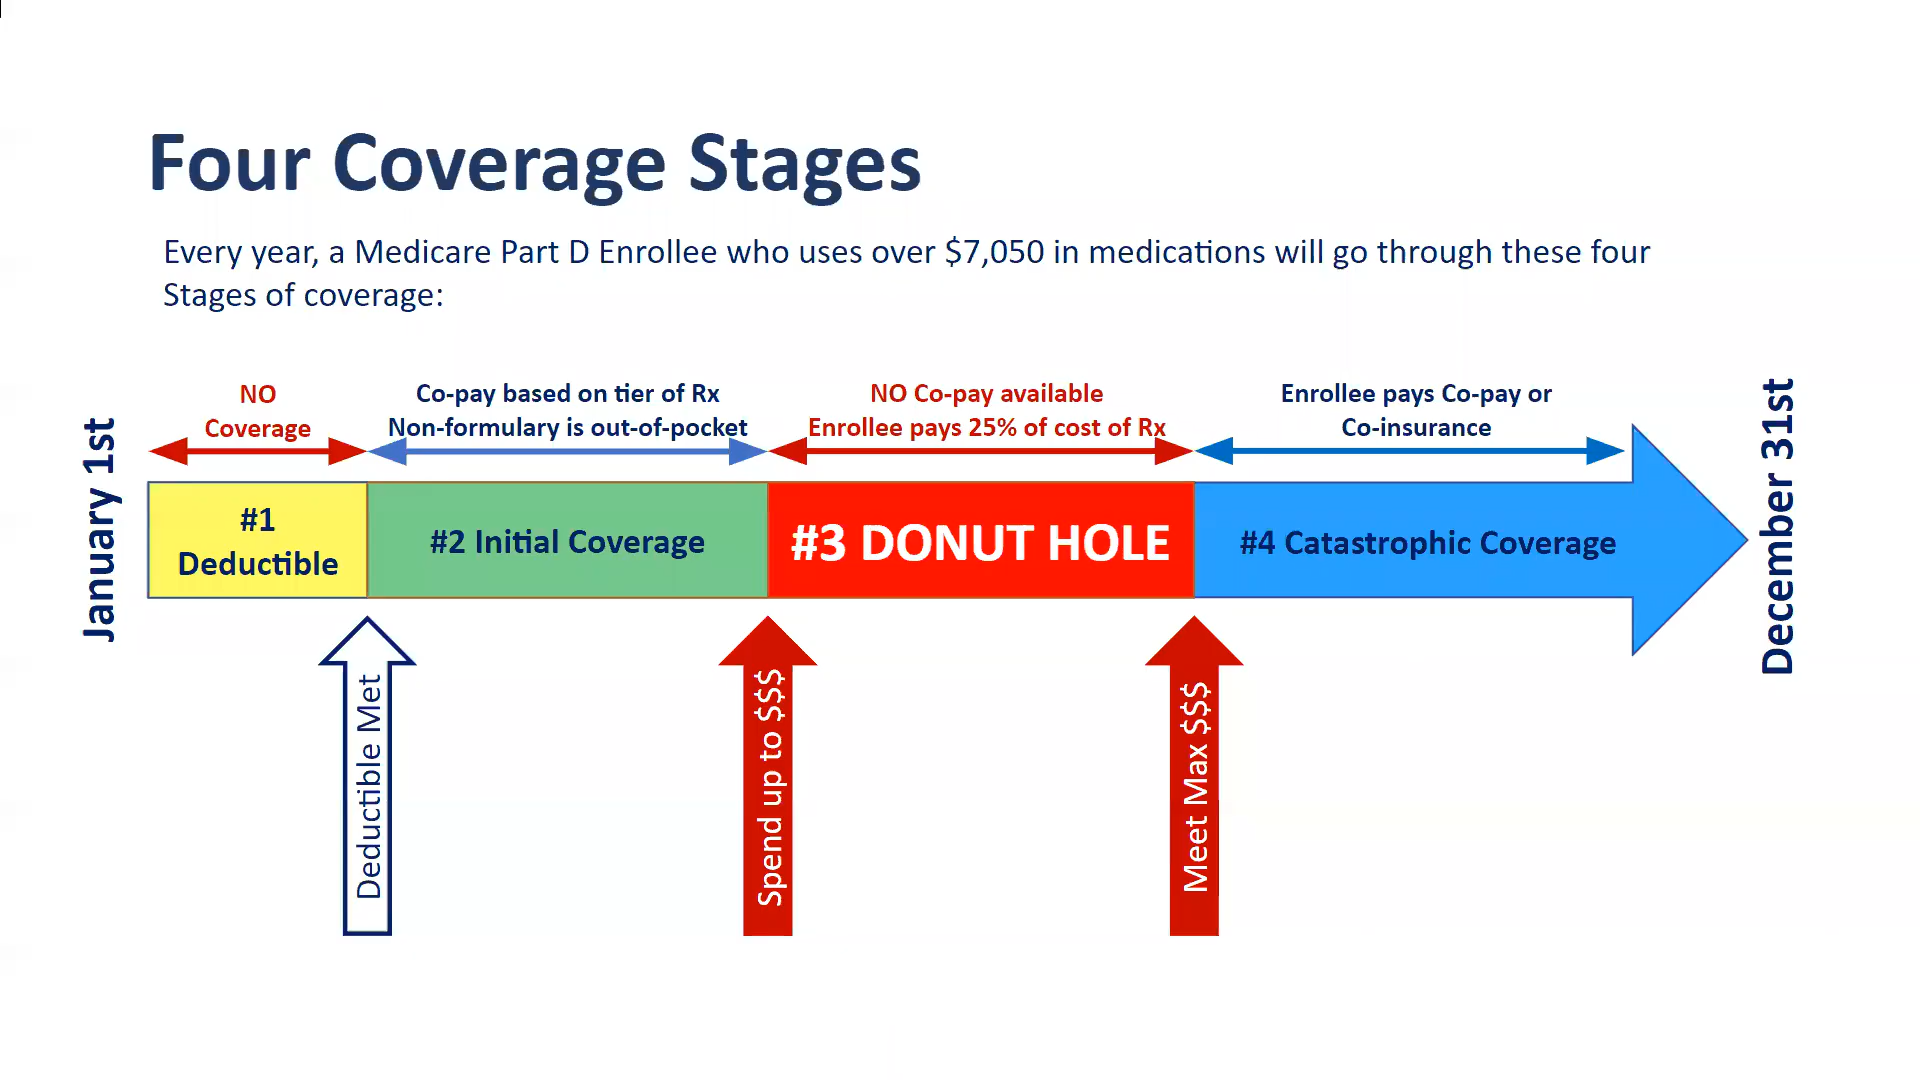 Four Coverage Stages
Every year, a Medicare Part D Enrollee who uses over $7,050 in medications will go through these four
Stages of coverage:
January 1st
NO
Coverage
Co-pay based on tier of Rx
Non-formulary is out-of-pocket
NO Co-pay available
Enrollee pays 25% of cost of Rx
Enrollee pays Co-pay or
Co-insurance
December 31st
#1
Deductible
#2 Initial Coverage
#3 DONUT HOLE
#4 Catastrophic Coverage
Deductible Met
Spend up to $$$
Meet Max $$$